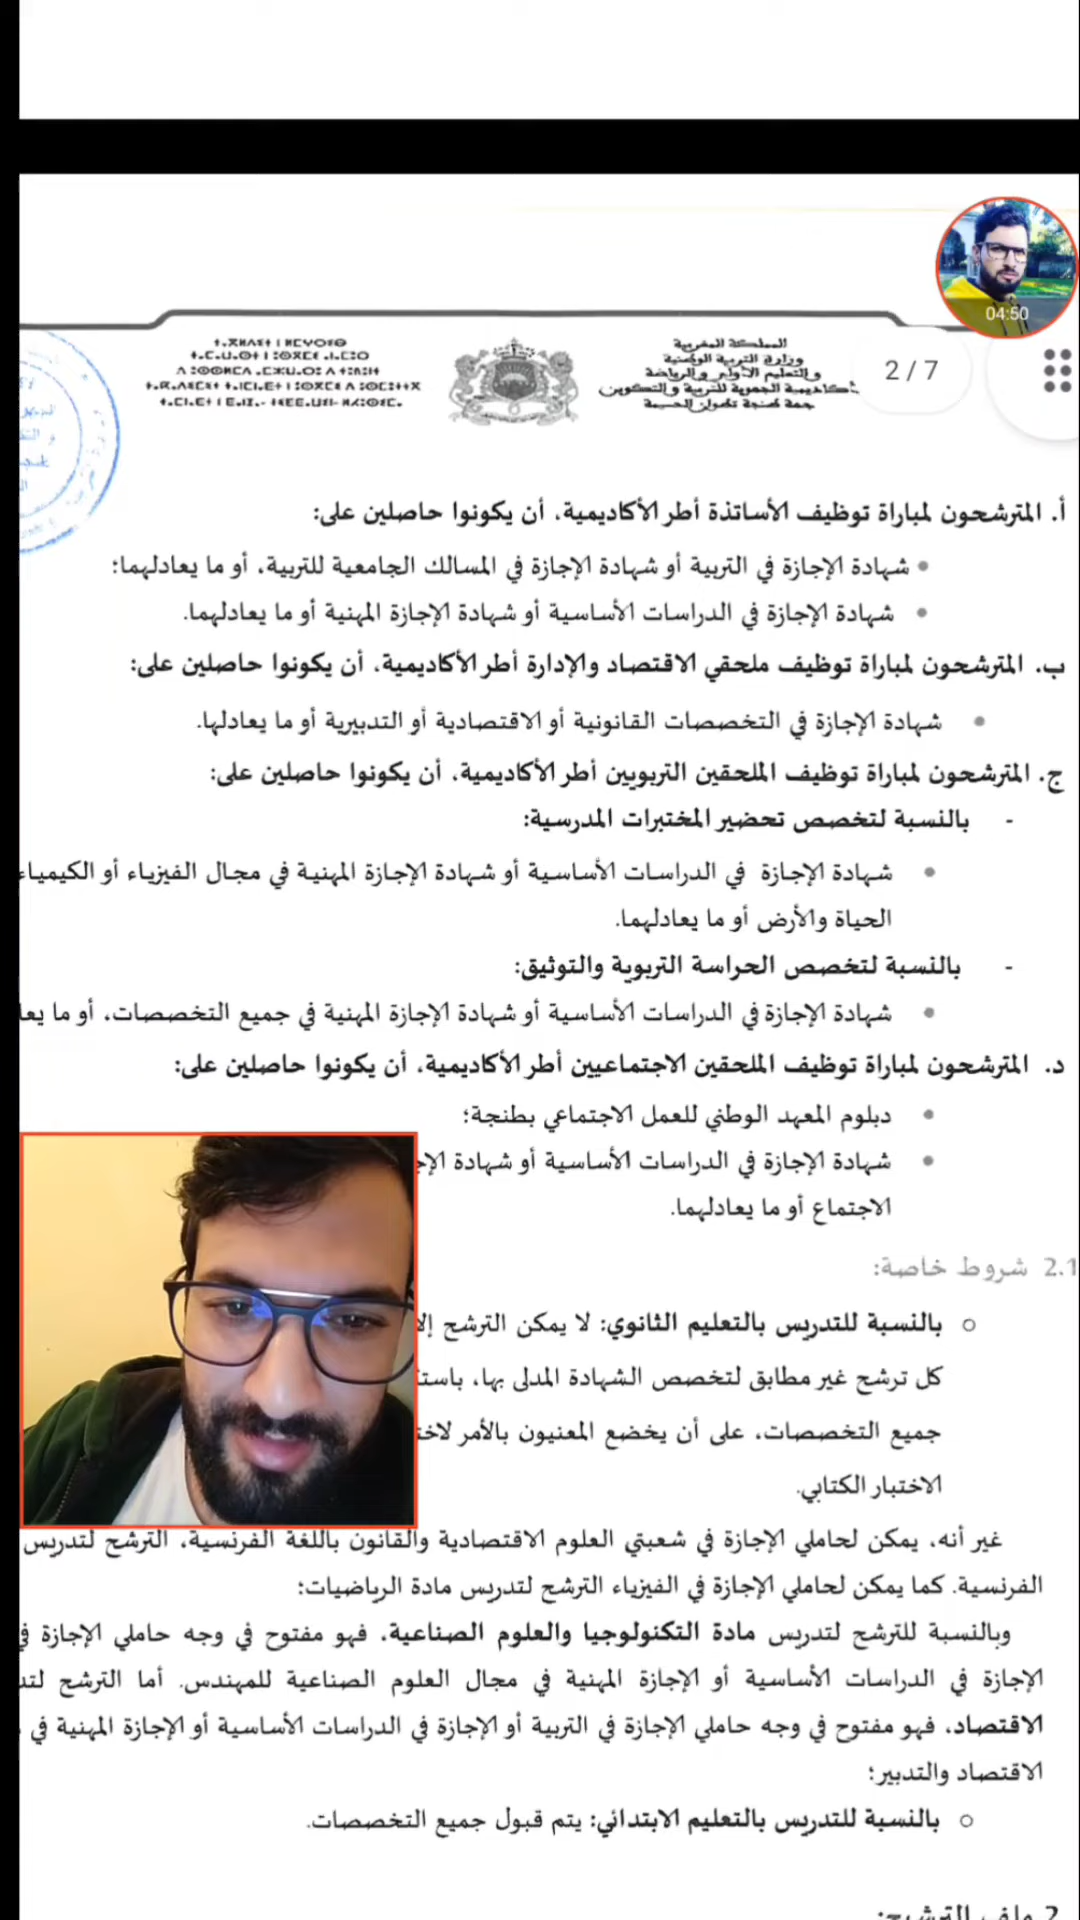 04:50
2 / 7
المملكة المغربية
وزارة التربية الوطنية
والتعليم الأولي والرياضة
الأكاديمية الجهوية للتربية والتكوين
جهة طنجة تطوان الحسيمة
أ. المترشحون لمباراة توظيف الأساتذة أطر الأكاديمية، أن يكونوا حاصلين على:
• شهادة الإجازة في التربية أو شهادة الإجازة في المسالك الجامعية للتربية، أو ما يعادلهما؛
• شهادة الإجازة في الدراسات الأساسية أو شهادة الإجازة المهنية أو ما يعادلهما.
ب. المترشحون لمباراة توظيف ملحقي الاقتصاد والإدارة أطر الأكاديمية، أن يكونوا حاصلين على:
• شهادة الإجازة في التخصصات القانونية أو الاقتصادية أو التدبيرية أو ما يعادلها.
ج. المترشحون لمباراة توظيف الملحقين التربويين أطر الأكاديمية، أن يكونوا حاصلين على:
- بالنسبة لتخصص تحضير المختبرات المدرسية:
• شهادة الإجازة في الدراسات الأساسية أو شهادة الإجازة المهنية في مجال الفيزياء أو الكيمياء
الحياة والأرض أو ما يعادلهما.
- بالنسبة لتخصص الحراسة التربوية والتوثيق:
• شهادة الإجازة في الدراسات الأساسية أو شهادة الإجازة المهنية في جميع التخصصات، أو ما
د. المترشحون لمباراة توظيف الملحقين الاجتماعيين أطر الأكاديمية، أن يكونوا حاصلين على:
• دبلوم المعهد الوطني للعمل الاجتماعي بطنجة؛
• شهادة الإجازة في الدراسات الأساسية أو شهادة
الاجتماع أو ما يعادلهما.
2.1 شروط خاصة:
o بالنسبة للتدريس بالتعليم الثانوي: لا يمكن الترشح
كل ترشح غير مطابق لتخصص الشهادة المدلى بها،
جميع التخصصات، على أن يخضع المعنيون بالأمر
الاختبار الكتابي.
غير أنه، يمكن لحاملي الإجازة في شعبتي العلوم الاقتصادية والقانون باللغة الفرنسية، الترشح لتدريس
الفرنسية. كما يمكن لحاملي الإجازة في الفيزياء الترشح لتدريس مادة الرياضيات؛
وبالنسبة للترشح لتدريس مادة التكنولوجيا والعلوم الصناعية، فهو مفتوح في وجه حاملي الإجازة
الإجازة في الدراسات الأساسية أو الإجازة المهنية في مجال العلوم الصناعية للمهندس. أما الترشح
الاقتصاد، فهو مفتوح في وجه حاملي الإجازة في التربية أو الإجازة في الدراسات الأساسية أو الإجازة المهنية في
الاقتصاد والتدبير؛
o بالنسبة للتدريس بالتعليم الابتدائي: يتم قبول جميع التخصصات.